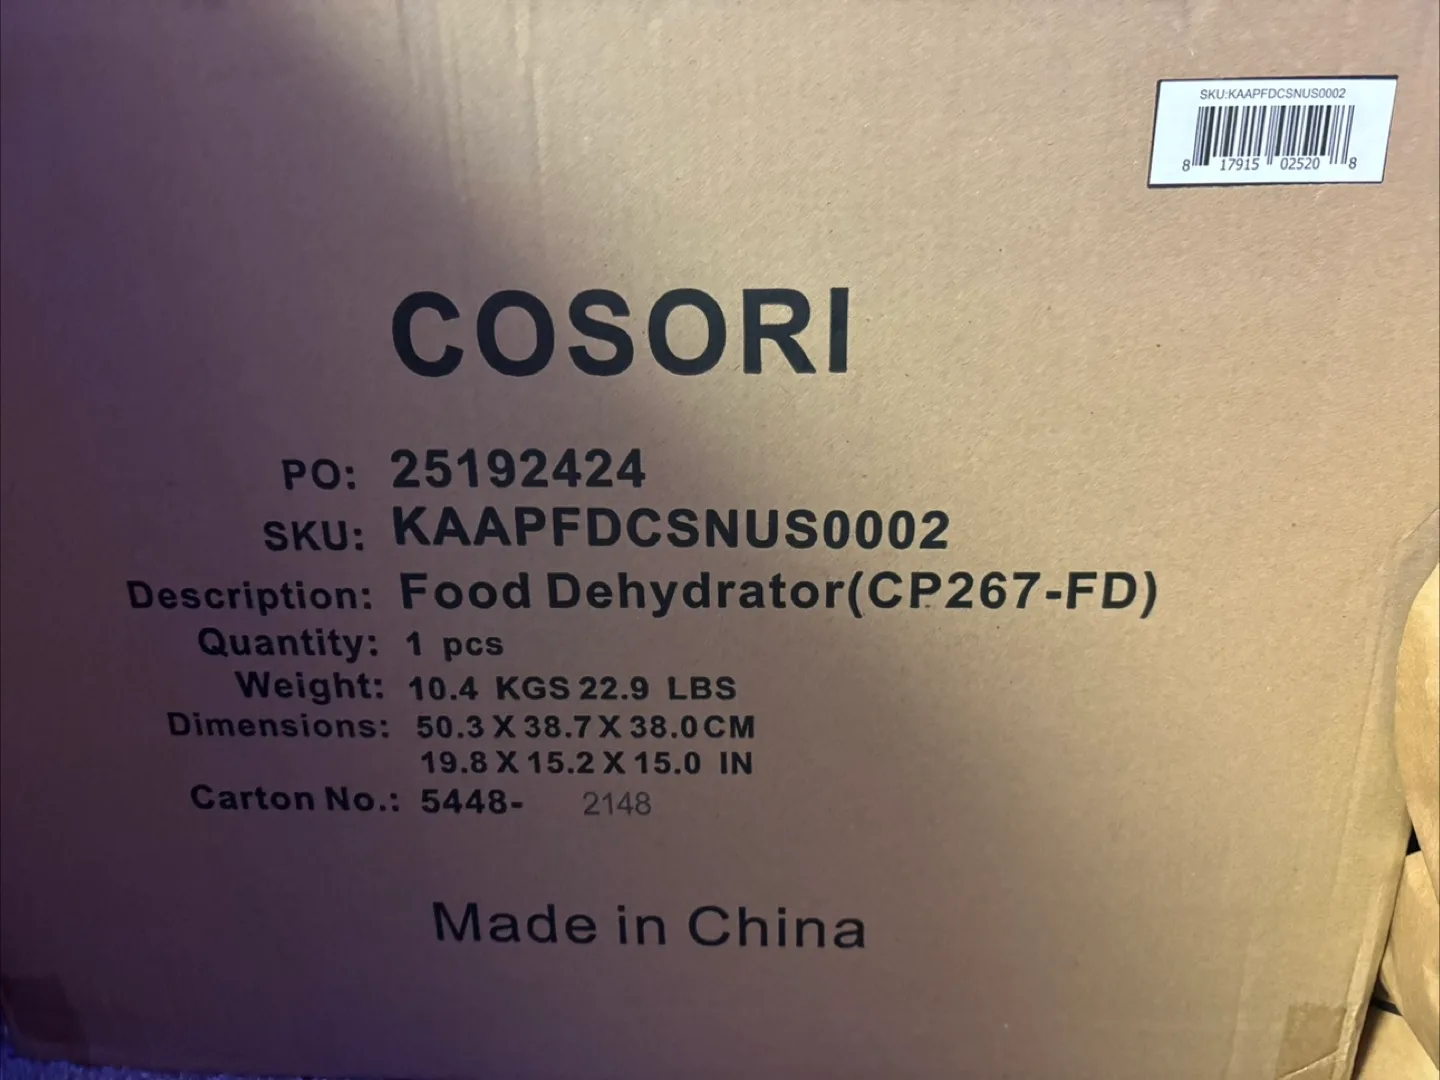 SKU:KAAPFDCSNUS0002
8 17915 02520 8
COSORI
PO: 25192424
SKU: KAAPFDCSNUS0002
Description: Food Dehydrator(CP267-FD)
Quantity: 1 pcs
Weight: 10.4 KGS 22.9 LBS
Dimensions: 50.3 X 38.7 X 38.0 CM
19.8 X 15.2 X 15.0 IN
Carton No.: 5448- 2148
Made in China